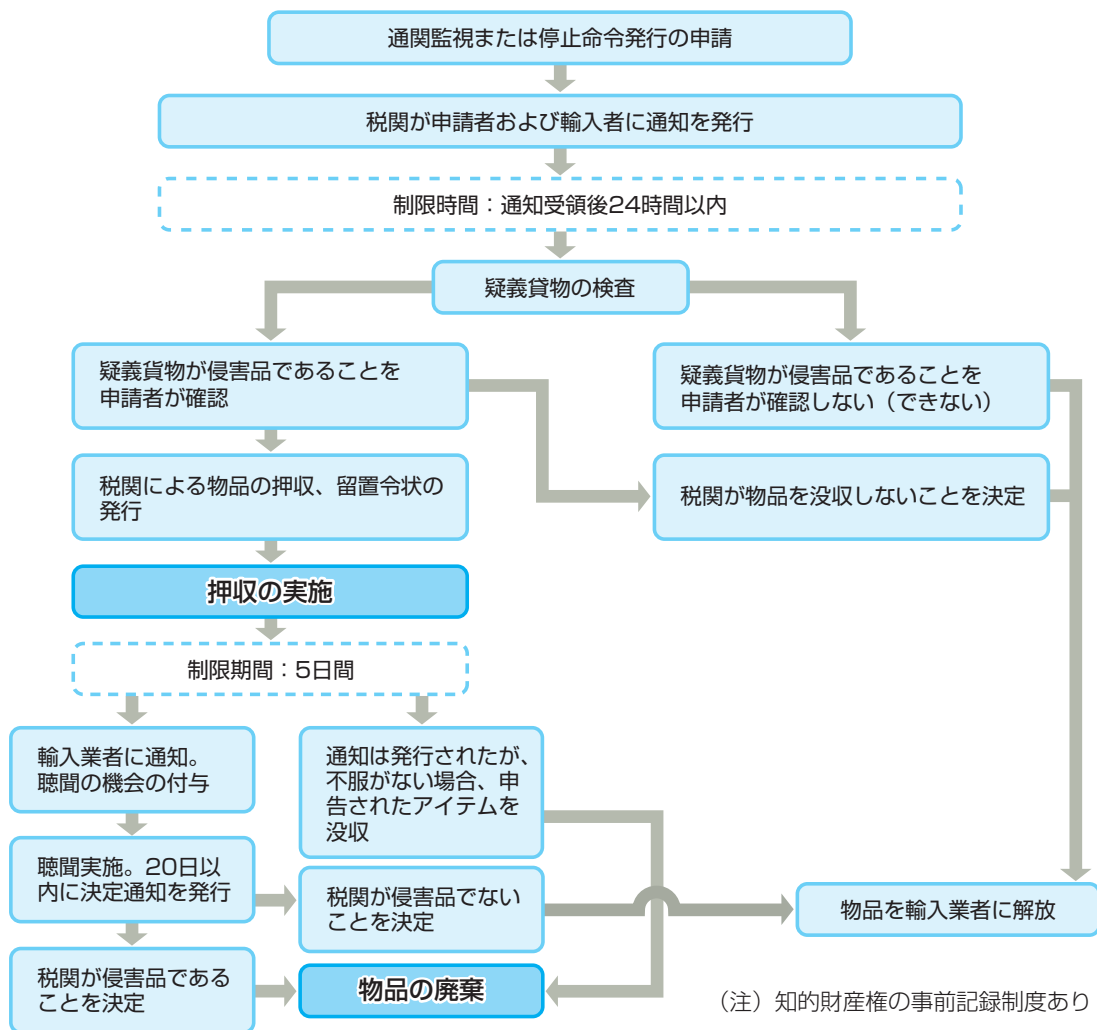 通関監視または停止命令発行の申請
税関が申請者および輸入者に通知を発行
制限時間：通知受領後24時間以内
疑義貨物の検査
疑義貨物が侵害品であることを
申請者が確認
疑義貨物が侵害品であることを
申請者が確認しない（できない）
税関による物品の押収、留置令状の
発行
税関が物品を没収しないことを決定
押収の実施
制限期間：5日間
輸入業者に通知。
聴聞の機会の付与
通知は発行されたが、
不服がない場合、申
告されたアイテムを
没収
聴聞実施。20日以
内に決定通知を発行
税関が侵害品でない
ことを決定
物品を輸入業者に解放
税関が侵害品である
ことを決定
物品の廃棄
（注）知的財産権の事前記録制度あり